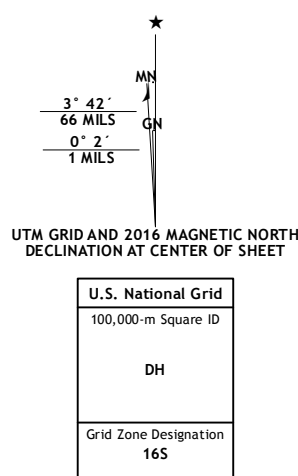 ★
MN
3° 42´
66 MILS
GN
0° 2´
1 MILS
UTM GRID AND 2016 MAGNETIC NORTH
DECLINATION AT CENTER OF SHEET
U.S. National Grid
100,000-m Square ID
DH
Grid Zone Designation
16S